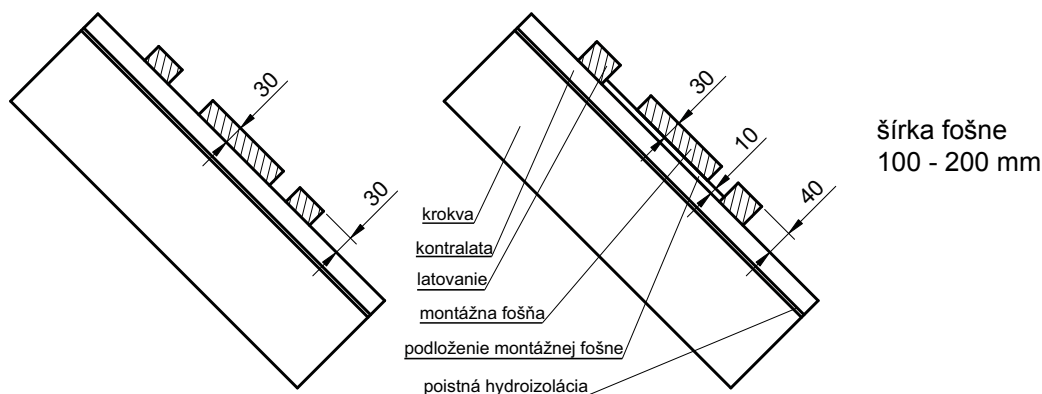 30
30
30
10
40
šírka fošne
100 - 200 mm
krokva
kontralata
latovanie
montážna fošňa
podloženie montážnej fošne
poistná hydroizolácia